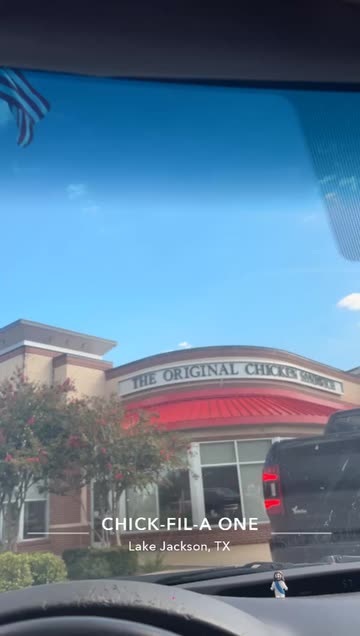 THE ORIGINAL CHICKEN SANDWICH
CHICK-FIL-A ONE
Lake Jackson, TX